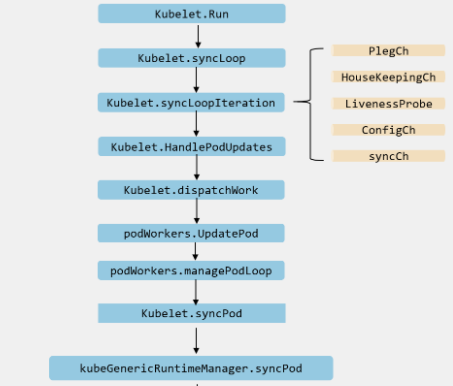 Kubelet.Run
Kubelet.syncLoop
Kubelet.syncLoopIteration
Kubelet.HandlePodUpdates
Kubelet.dispatchWork
podWorkers.UpdatePod
podWorkers.managePodLoop
Kubelet.syncPod
kubeGenericRuntimeManager.syncPod
PlegCh
HouseKeepingCh
LivenessProbe
ConfigCh
syncCh